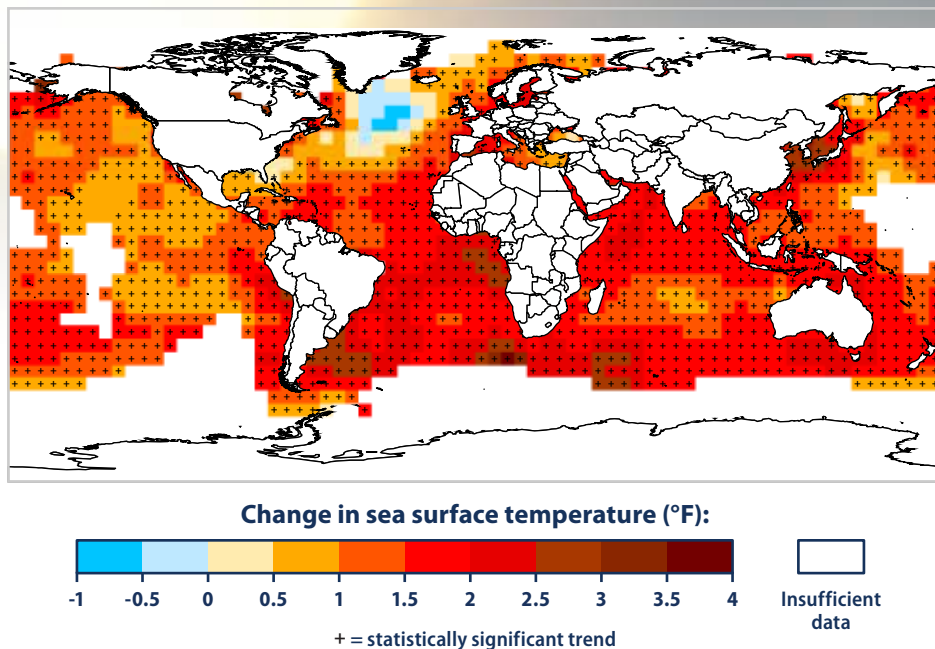 Change in sea surface temperature (°F):
-1 -0.5 0 0.5 1 1.5 2 2.5 3 3.5 4
Insufficient
data
+ = statistically significant trend